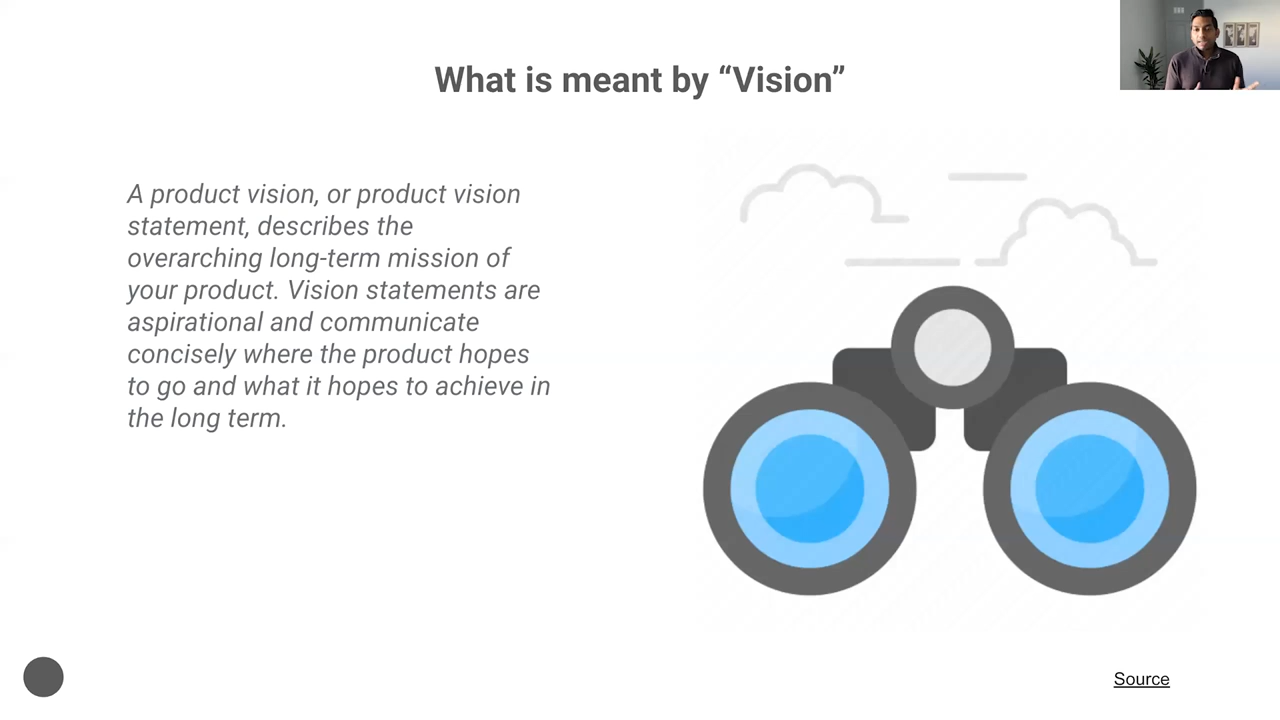 What is meant by “Vision”
A product vision, or product vision
statement, describes the
overarching long-term mission of
your product. Vision statements are
aspirational and communicate
concisely where the product hopes
to go and what it hopes to achieve in
the long term.
Source